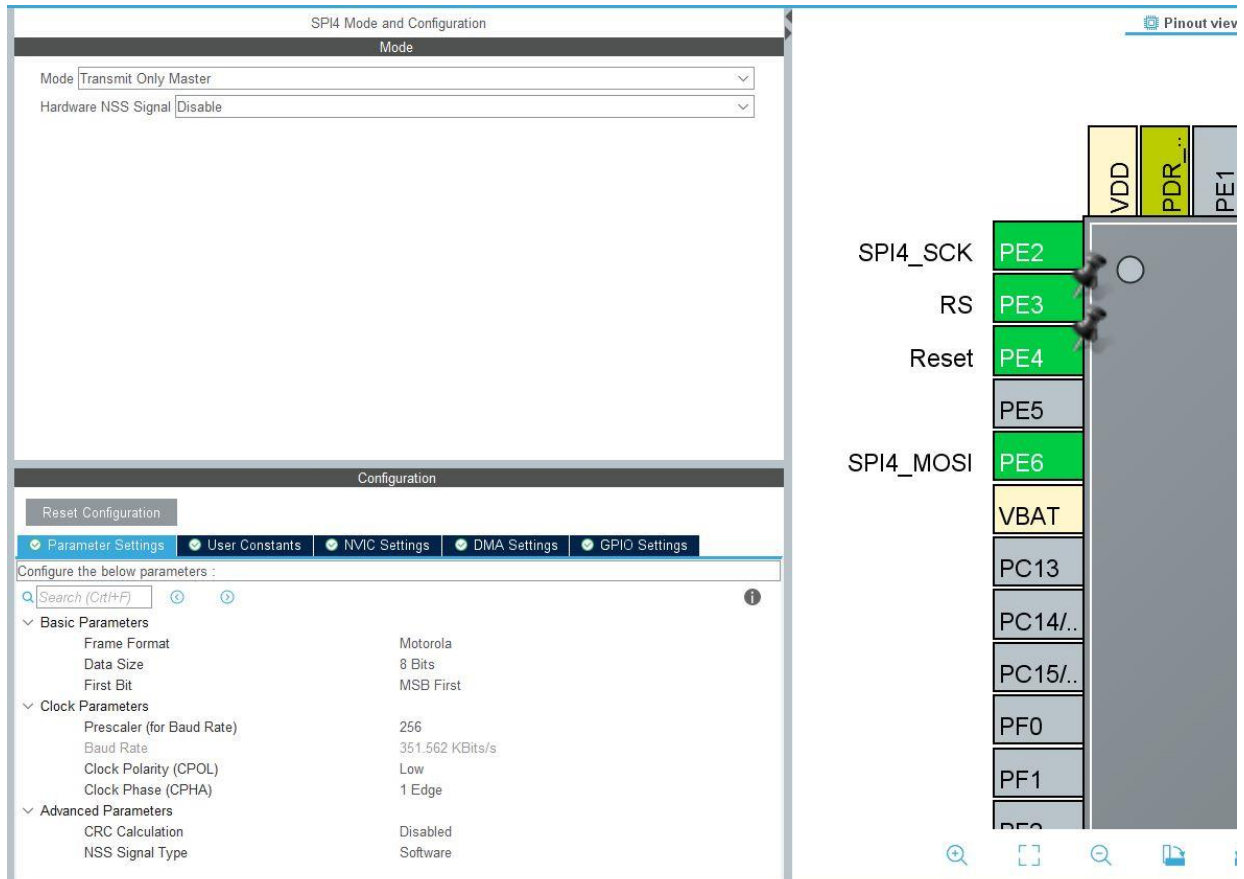 SPI4 Mode and Configuration
Mode
Mode Transmit Only Master
Hardware NSS Signal Disable
Configuration
Reset Configuration
Parameter Settings User Constants NVIC Settings DMA Settings GPIO Settings
Configure the below parameters :
Search (Crtl+F)
Basic Parameters
Frame Format Motorola
Data Size 8 Bits
First Bit MSB First
Clock Parameters
Prescaler (for Baud Rate) 256
Baud Rate 351.562 KBits/s
Clock Polarity (CPOL) Low
Clock Phase (CPHA) 1 Edge
Advanced Parameters
CRC Calculation Disabled
NSS Signal Type Software
Pinout view
VDD
PDR_..
PE1
SPI4_SCK PE2
RS PE3
Reset PE4
PE5
SPI4_MOSI PE6
VBAT
PC13
PC14/..
PC15/..
PF0
PF1